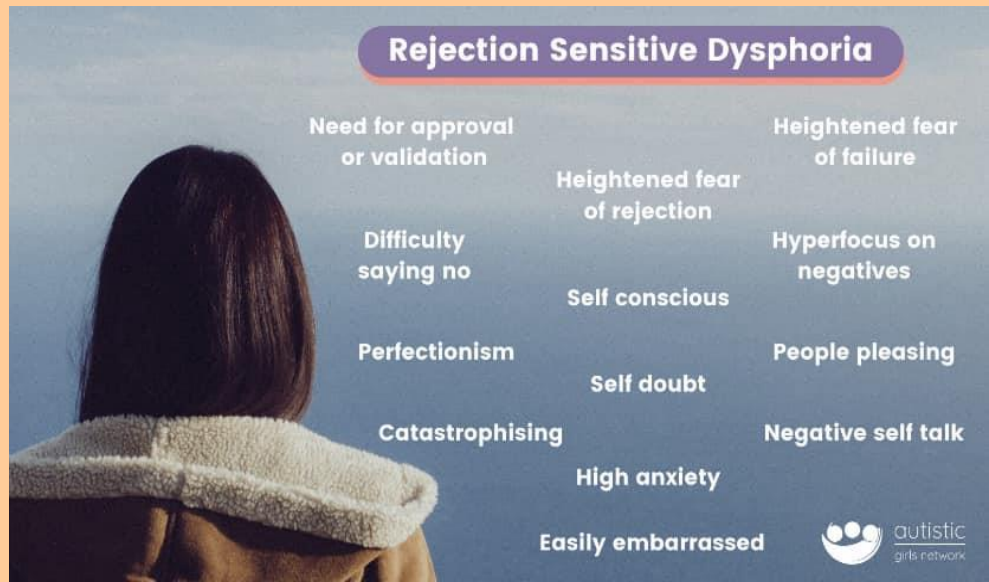 Rejection Sensitive Dysphoria
Need for approval
or validation
Heightened fear
of failure
Heightened fear
of rejection
Difficulty
saying no
Hyperfocus on
negatives
Self conscious
Perfectionism
People pleasing
Self doubt
Catastrophising
Negative self talk
High anxiety
Easily embarrassed
autistic
girls network